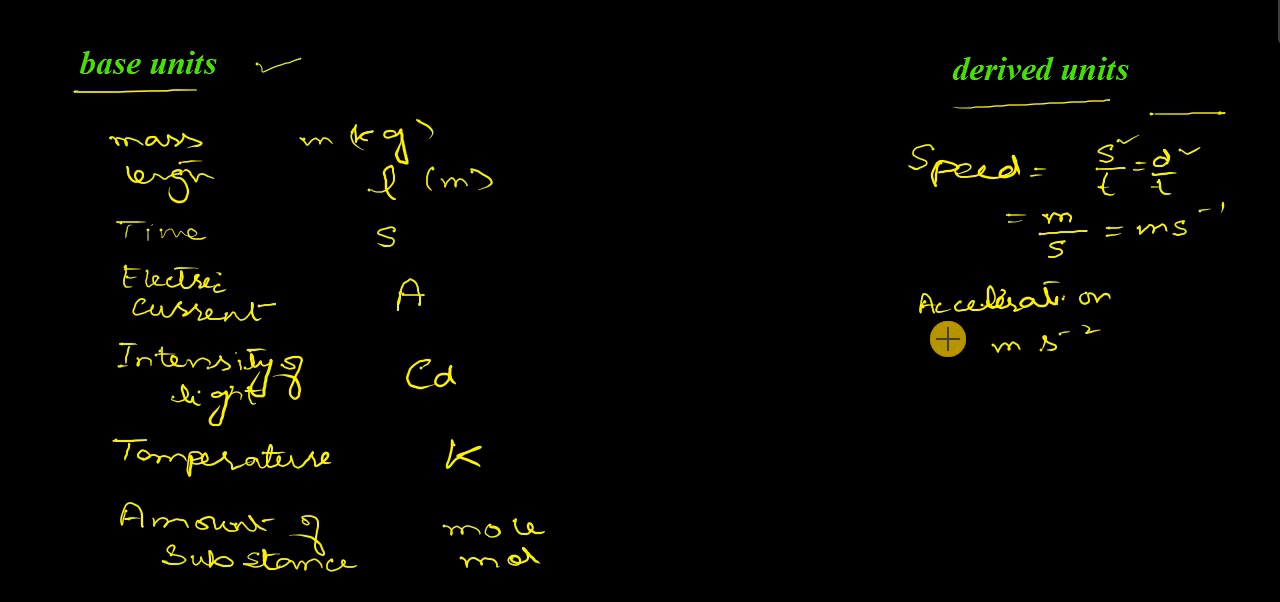 base units
mass m (kg)
length l (m)
Time S
Electric
current A
Intensity of
light Cd
Temperature K
Amount of mole
Substance mol
derived units
Speed = s/t = d/t
= m/s = ms⁻¹
Acceleration
m s⁻²